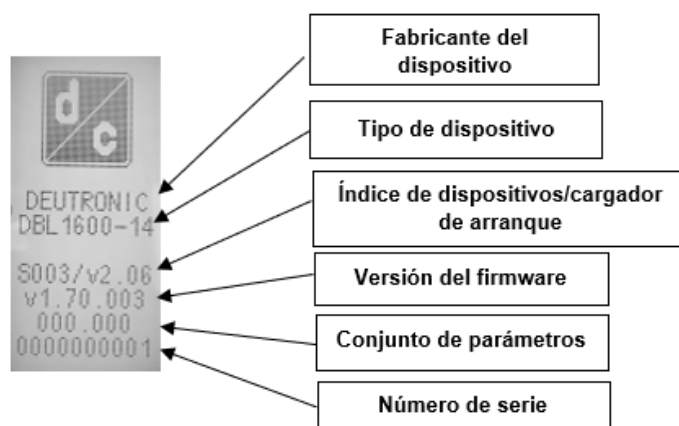 d
c
DEUTRONIC
DBL1600-14
S003/v2.06
v1.70.003
000.000
0000000001
Fabricante del
dispositivo
Tipo de dispositivo
Índice de dispositivos/cargador
de arranque
Versión del firmware
Conjunto de parámetros
Número de serie